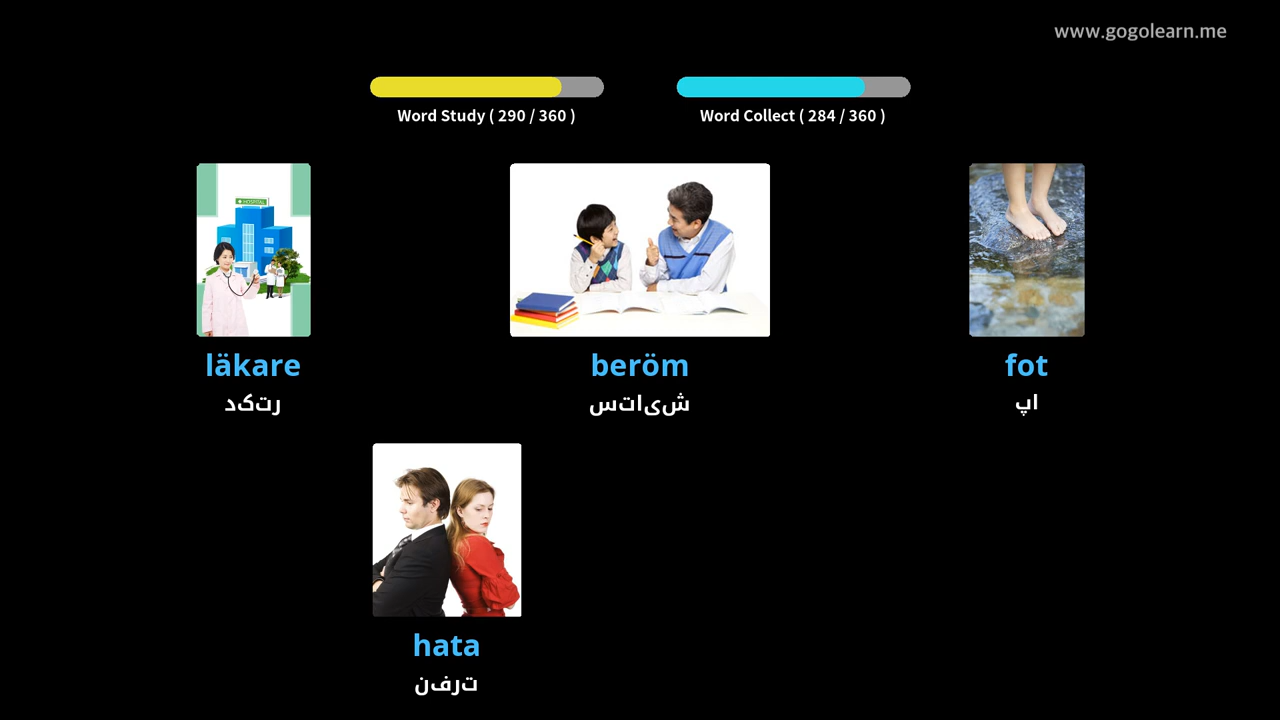 www.gogolearn.me
Word Study ( 290 / 360 )
Word Collect ( 284 / 360 )
HOSPITAL
läkare
رتکد
beröm
شیاتس
fot
اپ
hata
ترفن